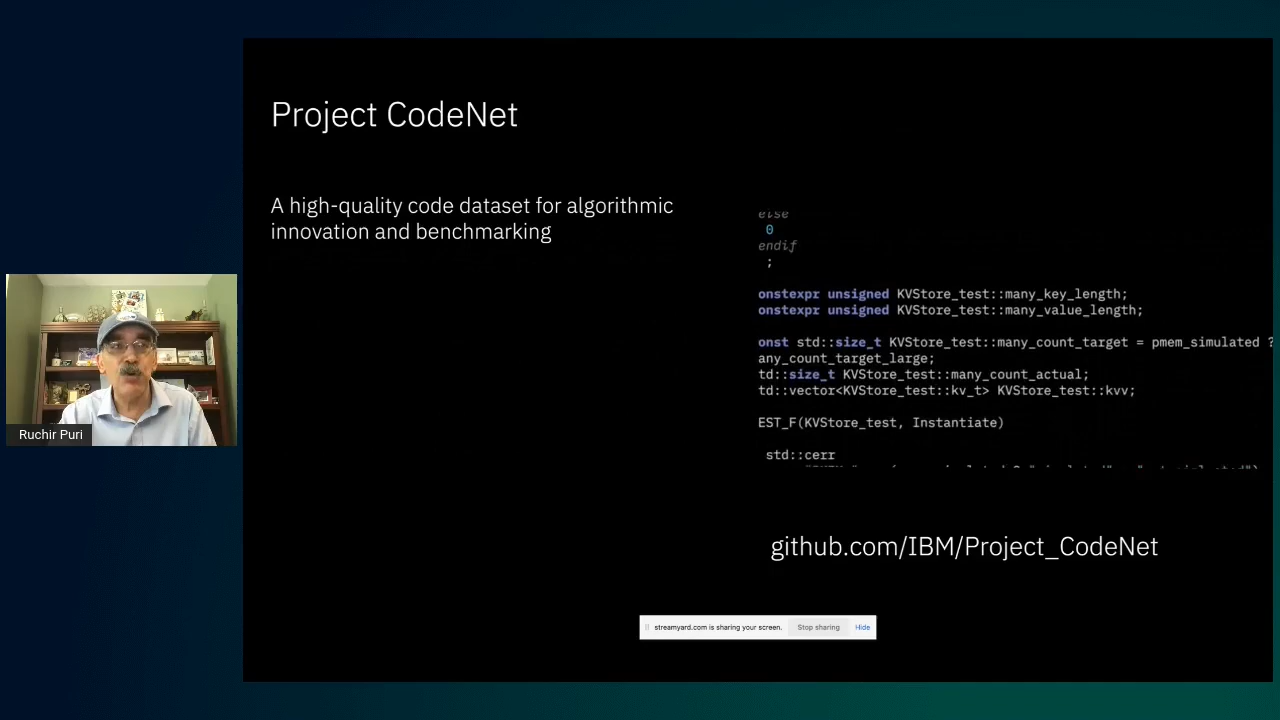 Project CodeNet
A high-quality code dataset for algorithmic
innovation and benchmarking
else
0
endif
;
onstexpr unsigned KVStore_test::many_key_length;
onstexpr unsigned KVStore_test::many_value_length;
onst std::size_t KVStore_test::many_count_target = pmem_simulated ?
any_count_target_large;
td::size_t KVStore_test::many_count_actual;
td::vector<KVStore_test::kv_t> KVStore_test::kvv;
EST_F(KVStore_test, Instantiate)
std::cerr
Ruchir Puri
github.com/IBM/Project_CodeNet
streamyard.com is sharing your screen. Stop sharing Hide